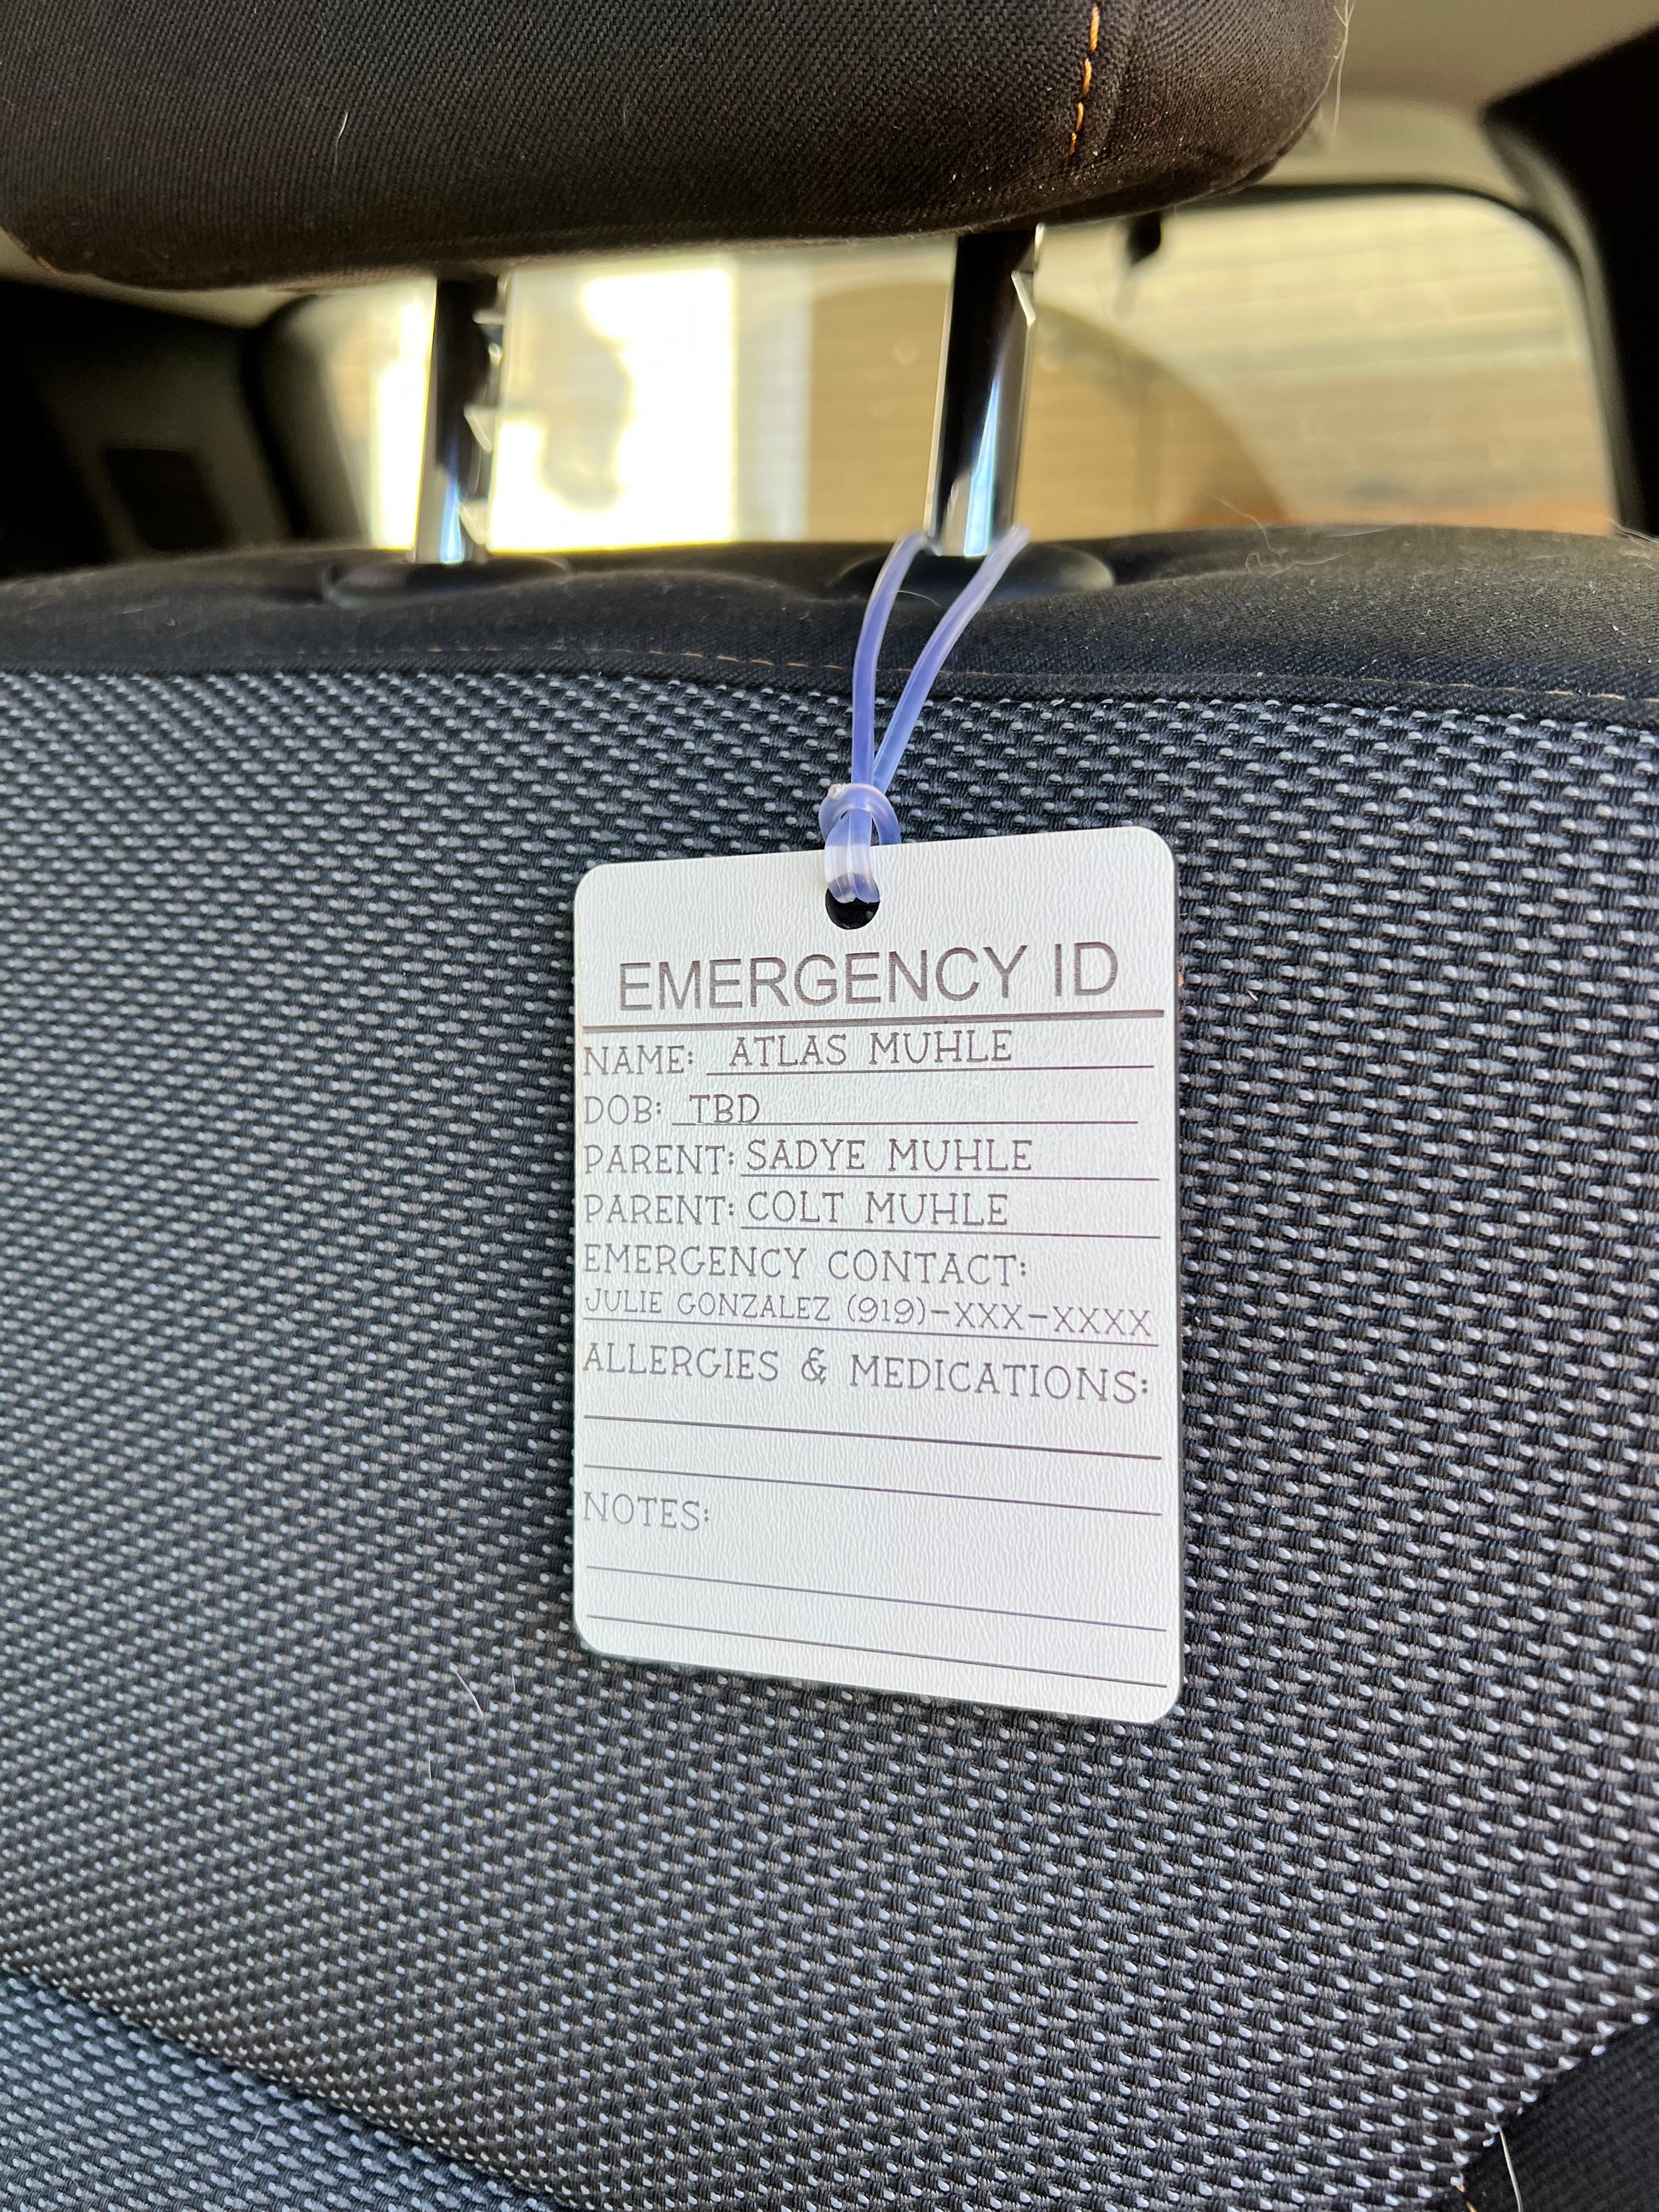 EMERGENCY ID
NAME: ATLAS MUHLE
DOB: TBD
PARENT: SADYE MUHLE
PARENT: COLT MUHLE
EMERGENCY CONTACT:
JULIE GONZALEZ (919)-XXX-XXXX
ALLERGIES & MEDICATIONS:
NOTES: